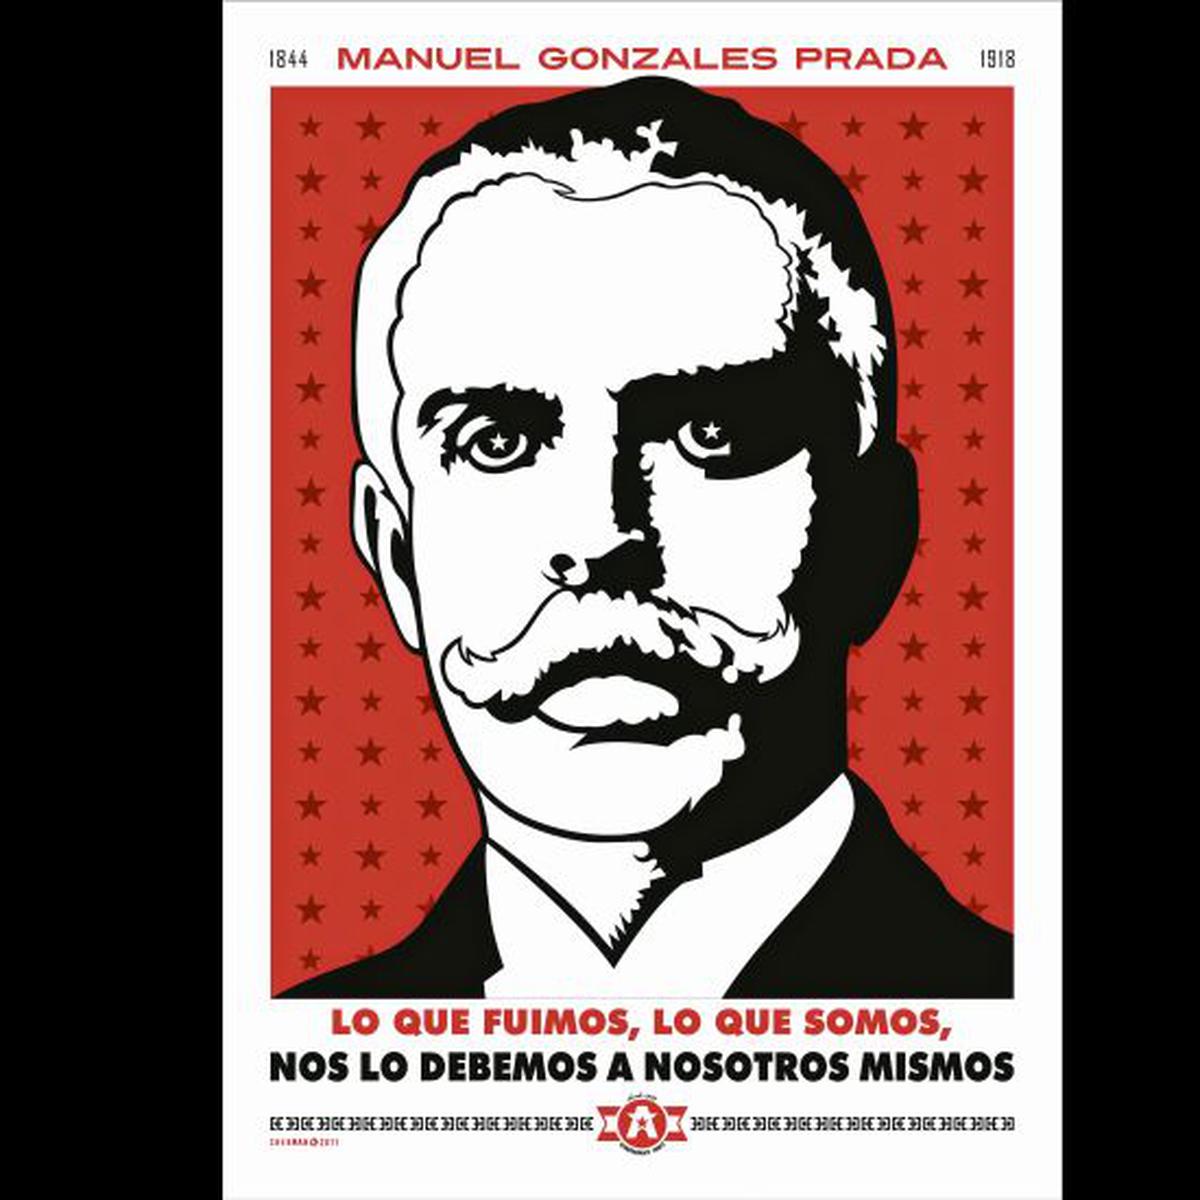 1844 MANUEL GONZALES PRADA 1918
LO QUE FUIMOS, LO QUE SOMOS,
NOS LO DEBEMOS A NOSOTROS MISMOS
A